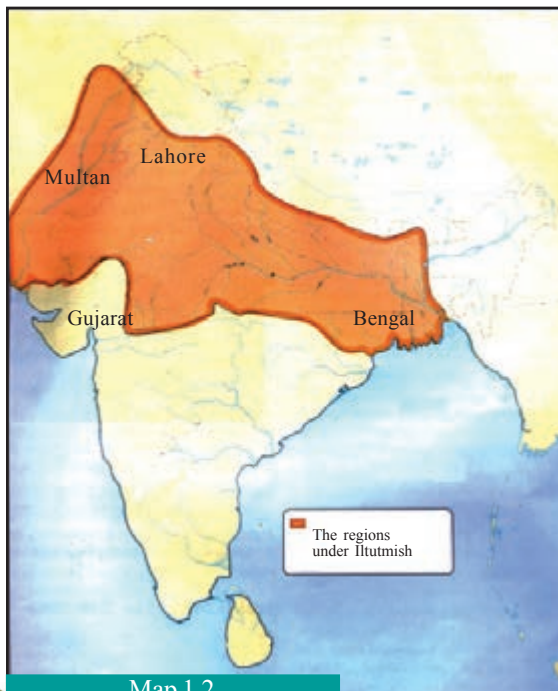 Lahore
Multan
Gujarat
Bengal
The regions
under Iltutmish
Map 1.2